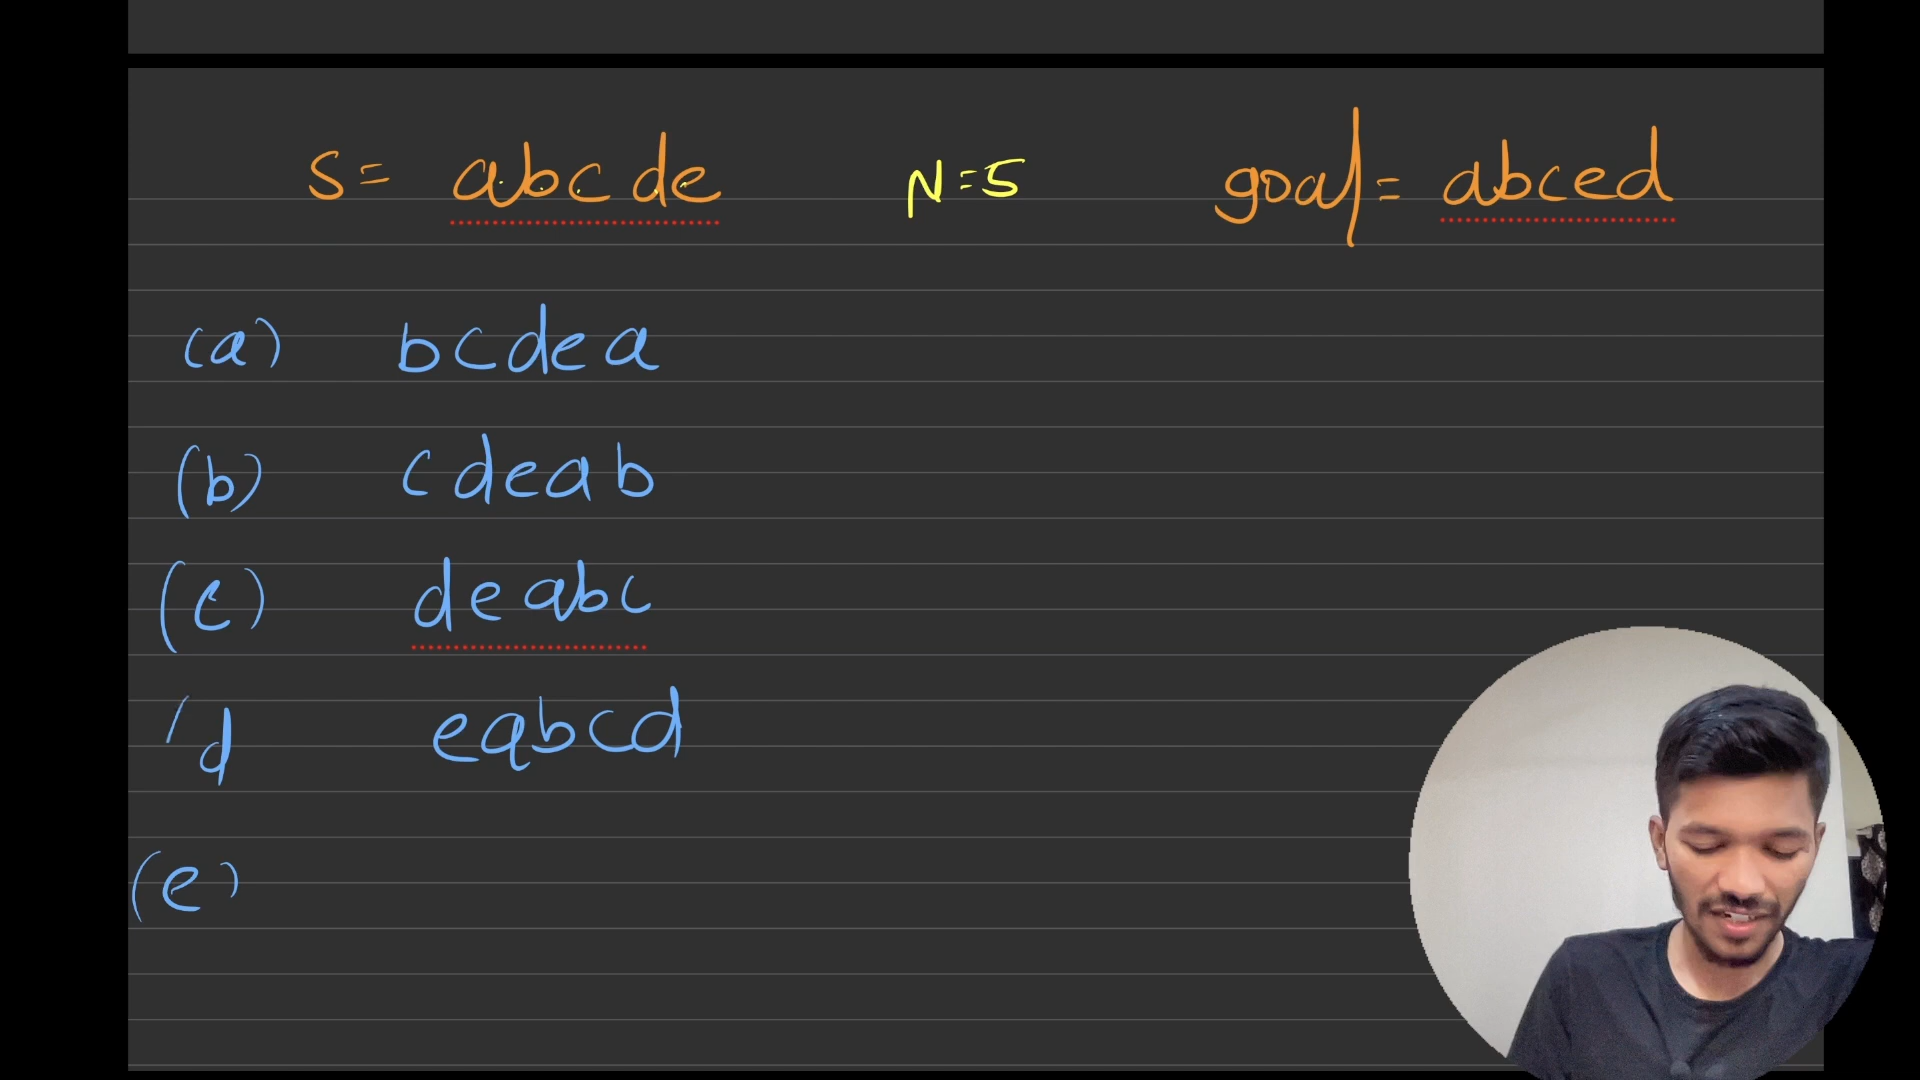 S = abcde N=5 goal = abced
(a) bcdea
(b) cdeab
(c) deabc
(d eabcd
(e)